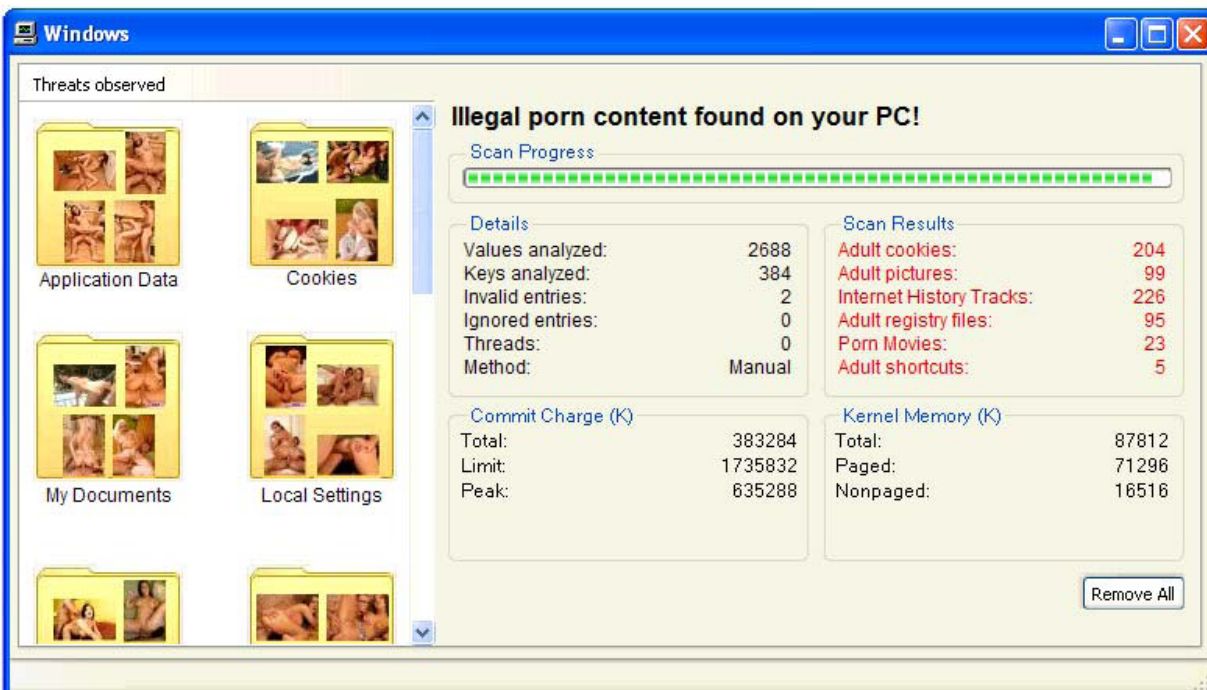 Windows
Threats observed
Application Data
Cookies
My Documents
Local Settings
Illegal porn content found on your PC!
Scan Progress
Details
Values analyzed: 2688
Keys analyzed: 384
Invalid entries: 2
Ignored entries: 0
Threads: 0
Method: Manual
Scan Results
Adult cookies: 204
Adult pictures: 99
Internet History Tracks: 226
Adult registry files: 95
Porn Movies: 23
Adult shortcuts: 5
Commit Charge (K)
Total: 383284
Limit: 1735832
Peak: 635288
Kernel Memory (K)
Total: 87812
Paged: 71296
Nonpaged: 16516
Remove All